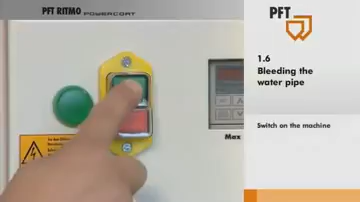 PFT RITMO POWERCOAT
PFT
1.6
Bleeding the
water pipe
Switch on the machine
Max